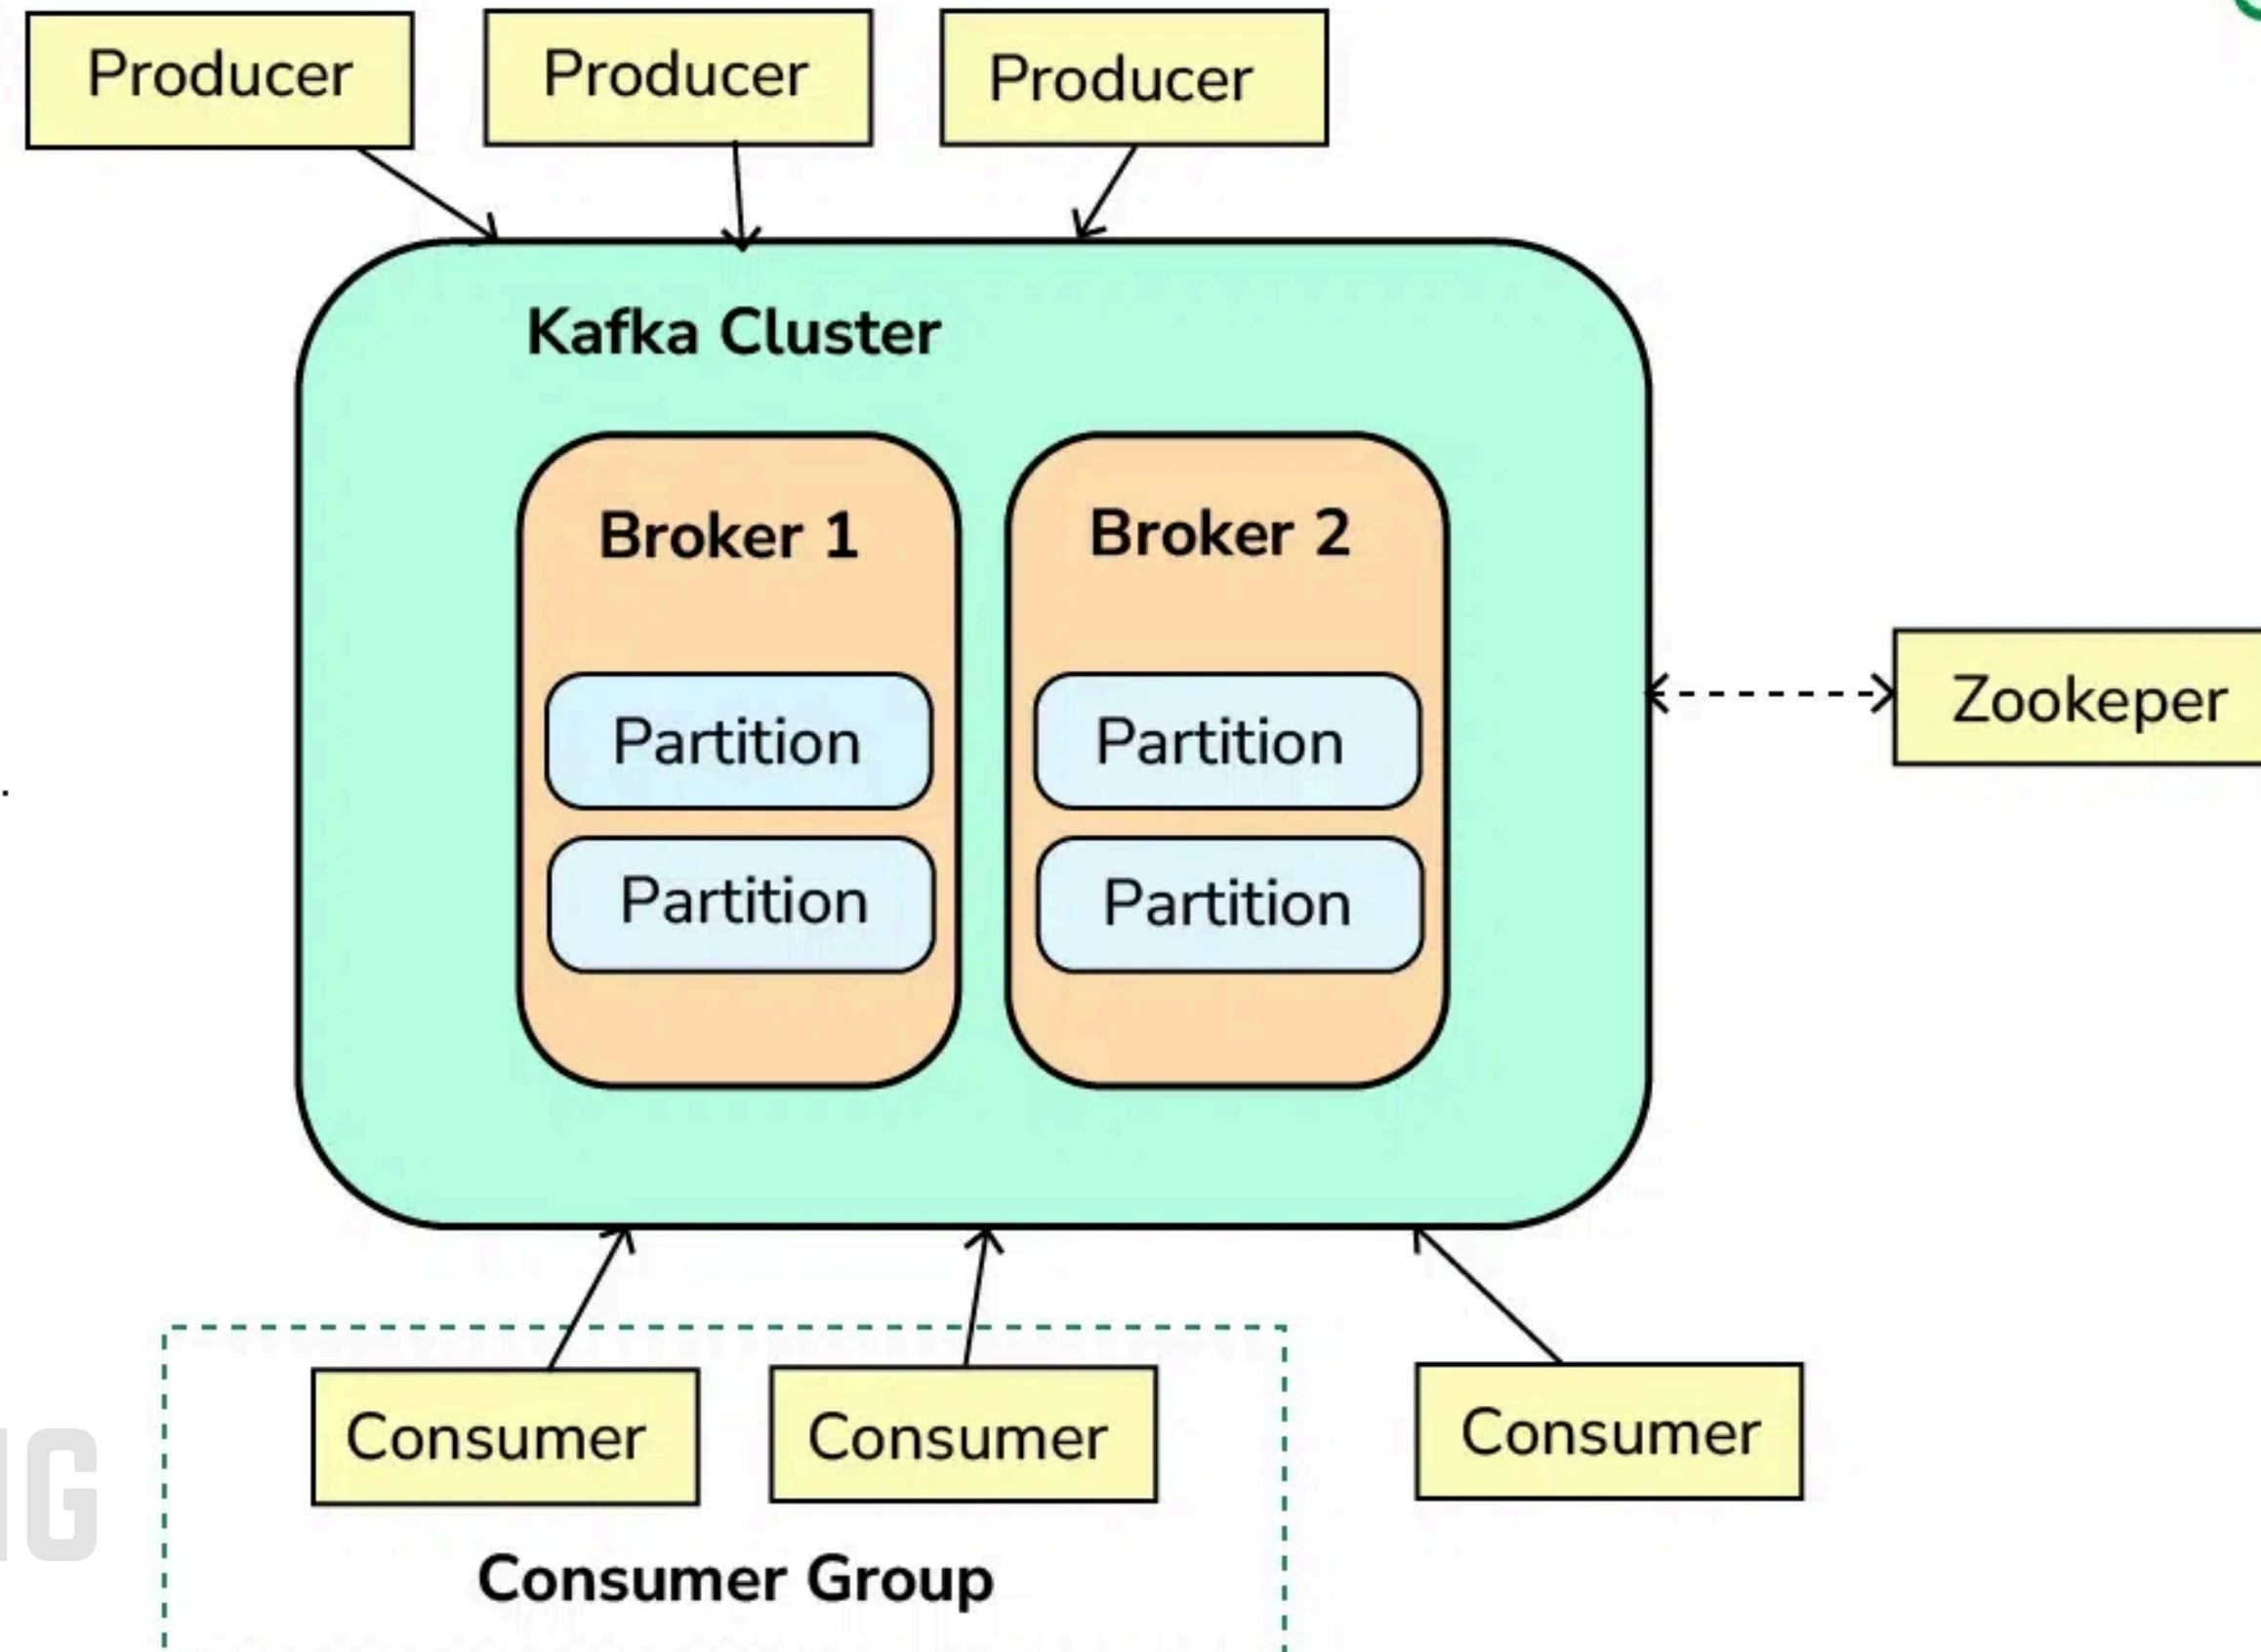 Producer
Producer
Producer
Kafka Cluster
Broker 1
Broker 2
Partition
Partition
Partition
Partition
Zookeper
Consumer
Consumer
Consumer
Consumer Group
G